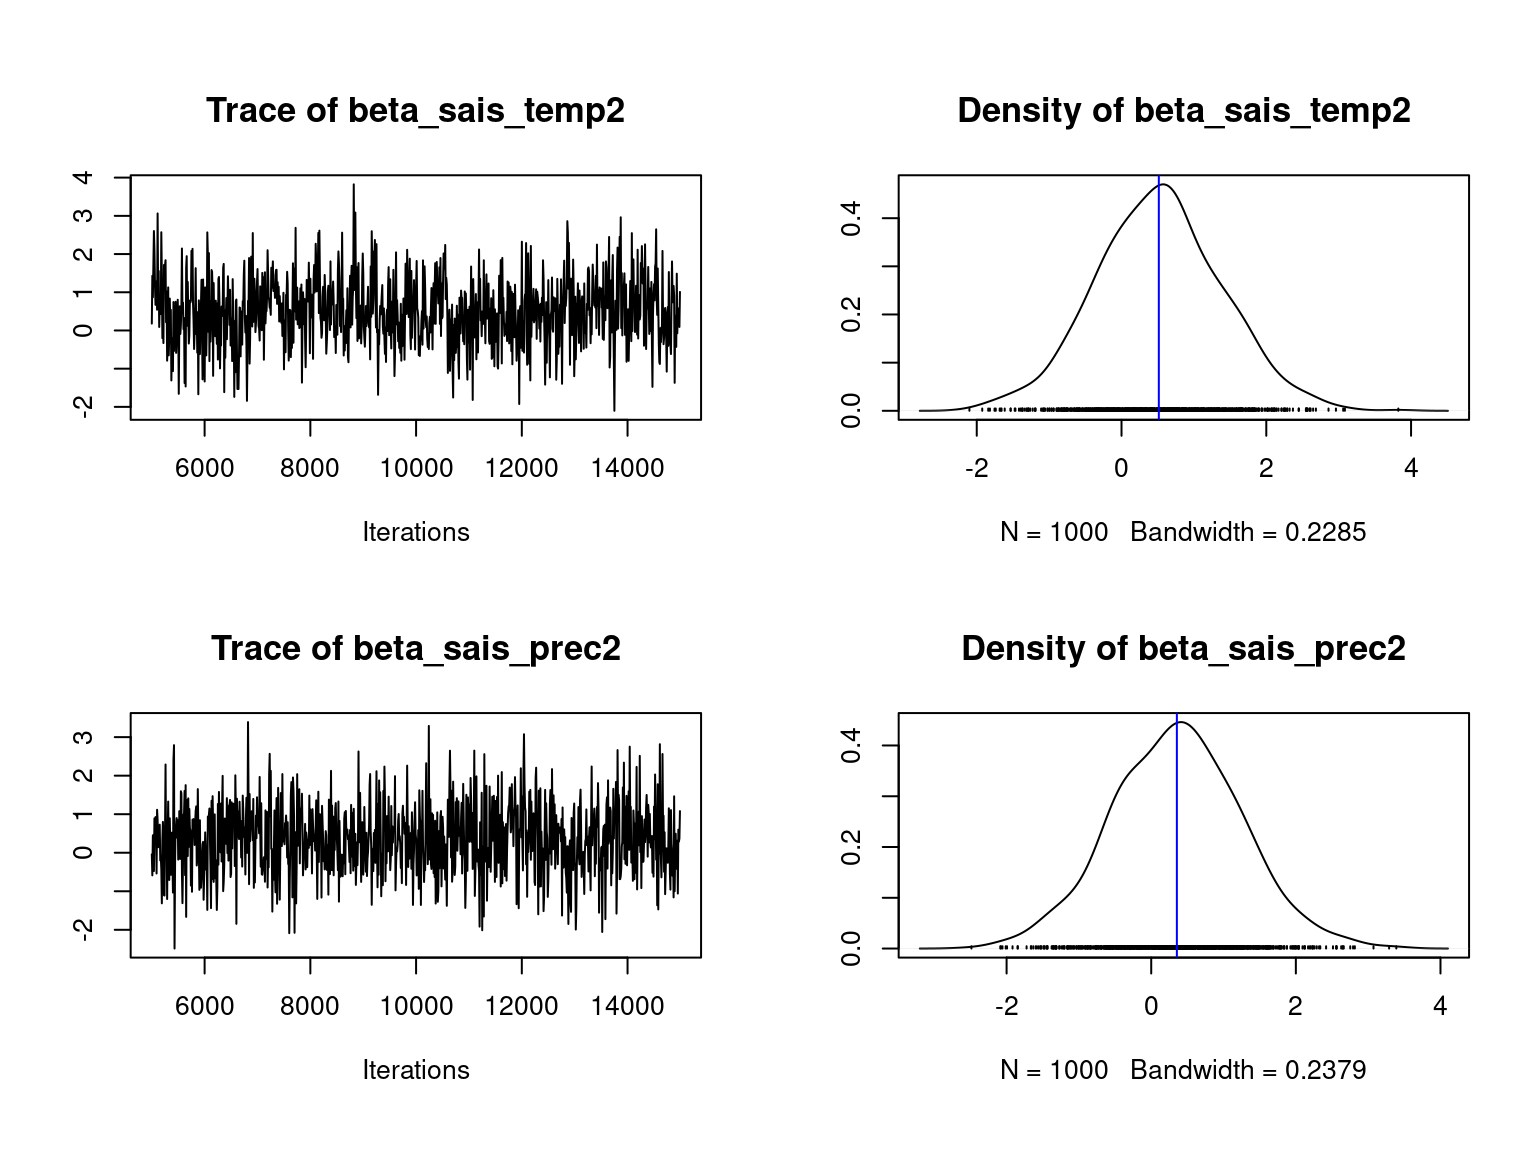 Trace of beta_sais_temp2
4
3
2
1
0
-2
6000 8000 10000 12000 14000
Iterations
Density of beta_sais_temp2
0.4
0.2
0.0
-2 0 2 4
N = 1000 Bandwidth = 0.2285
Trace of beta_sais_prec2
3
2
1
0
-2
6000 8000 10000 12000 14000
Iterations
Density of beta_sais_prec2
0.4
0.2
0.0
-2 0 2 4
N = 1000 Bandwidth = 0.2379